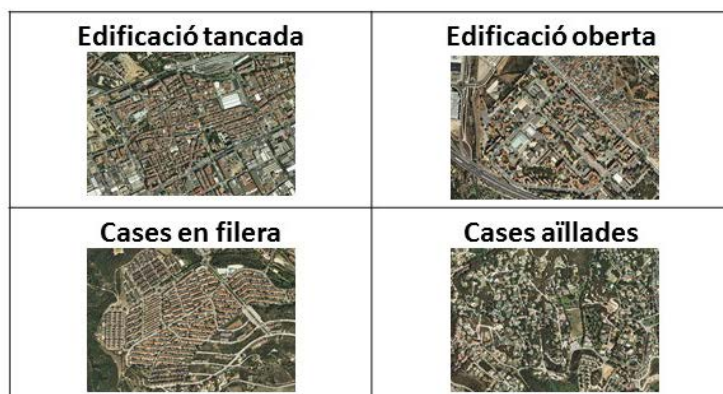 Edificació tancada
Edificació oberta
Cases en filera
Cases aïllades